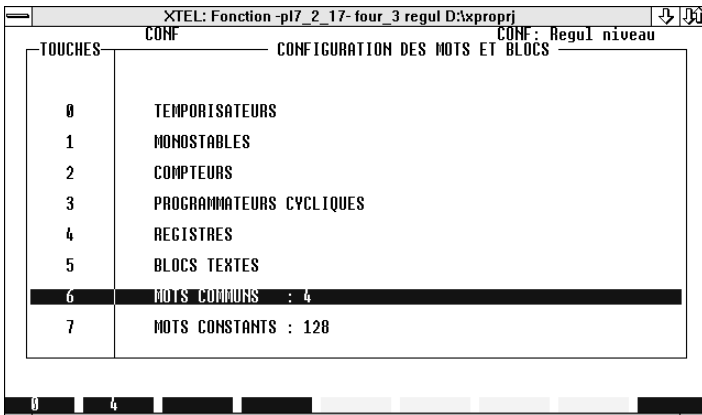 XTEL: Fonction -pl7_2_17- four_3 regul D:\xproprj
CONF CONF: Regul niveau
TOUCHES CONFIGURATION DES MOTS ET BLOCS
0 TEMPORISATEURS
1 MONOSTABLES
2 COMPTEURS
3 PROGRAMMATEURS CYCLIQUES
4 REGISTRES
5 BLOCS TEXTES
6 MOTS COMMUNS : 4
7 MOTS CONSTANTS : 128
0 4